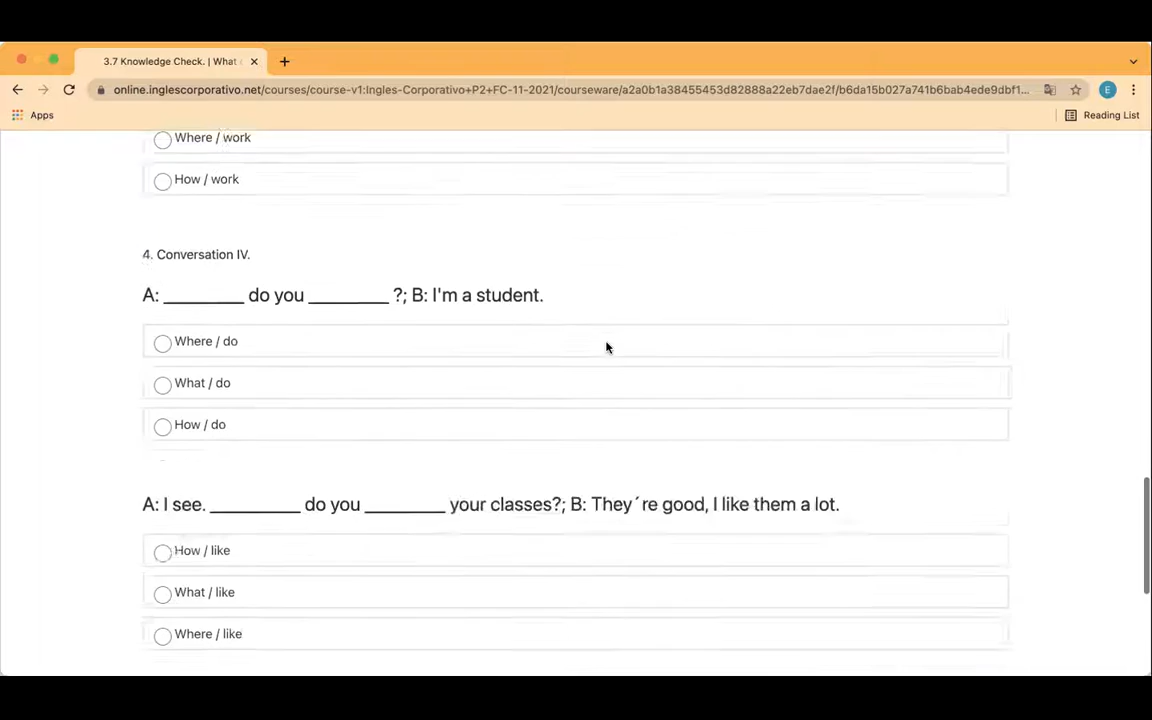 3.7 Knowledge Check. | What
online.inglescorporativo.net/courses/course-v1:Ingles-Corporativo+P2+FC-11-2021/courseware/a2a0b1a38455453d82888a22eb7dae2f/b6da15b027a741b6bab4ede9dbf1...
E
Apps
Reading List
Where / work
How / work
4. Conversation IV.
A: ________ do you ________ ?; B: I'm a student.
Where / do
What / do
How / do
A: I see. _________ do you ________ your classes?; B: They´re good, I like them a lot.
How / like
What / like
Where / like